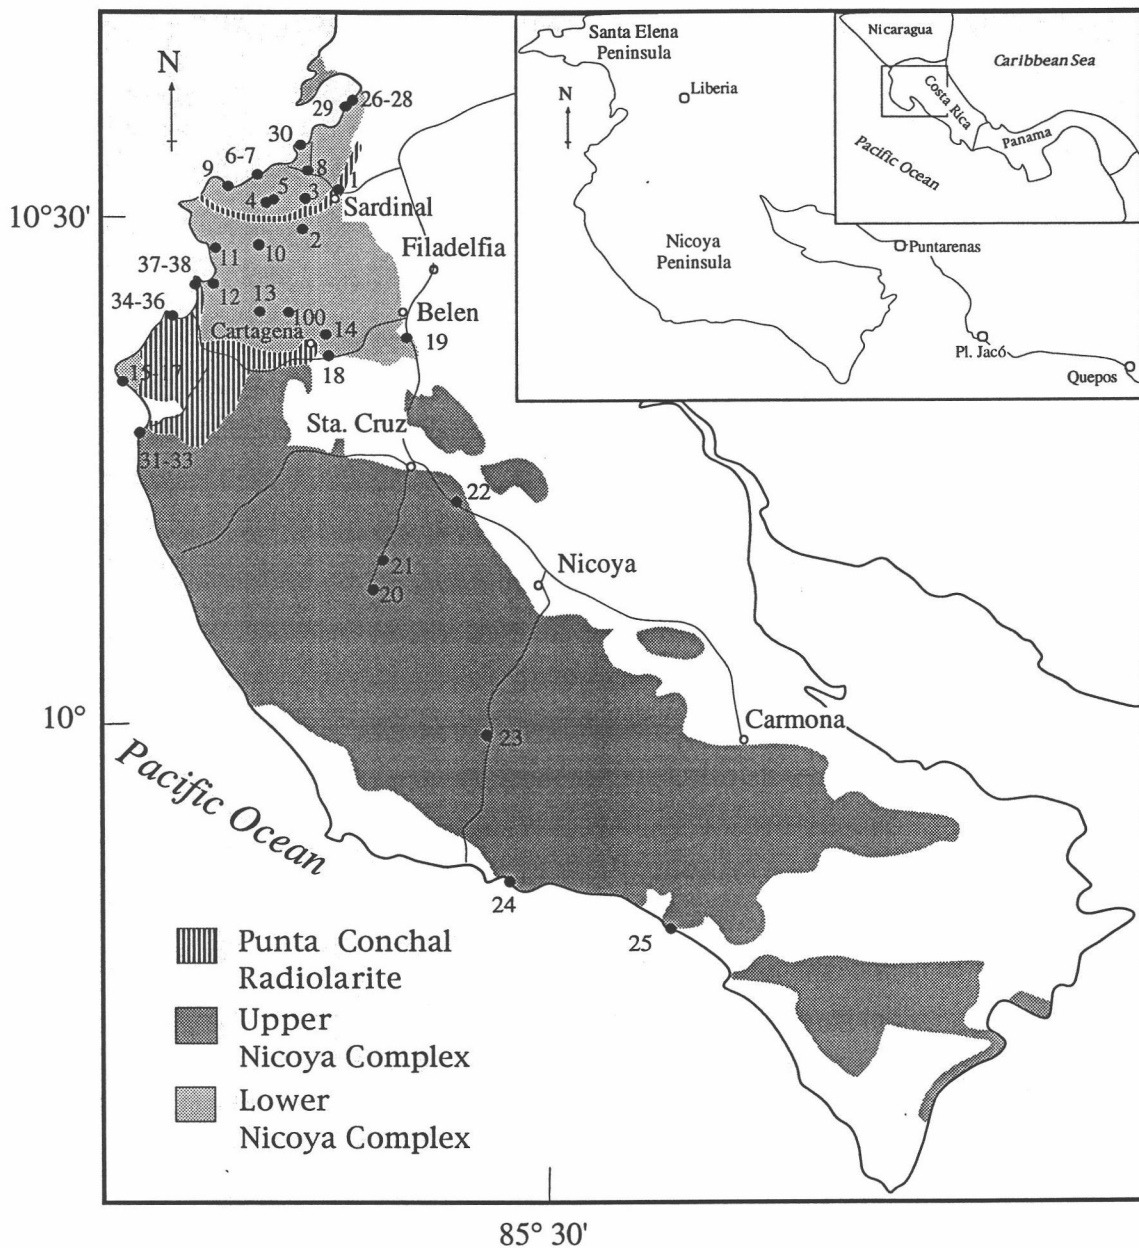 N
29
26-28
30
6-7
8
9
5
4
3
1
Sardinal
10°30'
2
11
10
Filadelfia
37-38
12
13
34-36
100
Belen
Cartagena
14
19
18
15-17
Sta. Cruz
31-33
22
21
Nicoya
20
10°
Carmona
23
Pacific Ocean
24
25
Punta Conchal
Radiolarite
Upper
Nicoya Complex
Lower
Nicoya Complex
85° 30'
Santa Elena
Peninsula
N
Liberia
Nicoya
Peninsula
Puntarenas
Pl. Jacó
Quepos
Nicaragua
Caribbean Sea
Costa Rica
Panama
Pacific Ocean